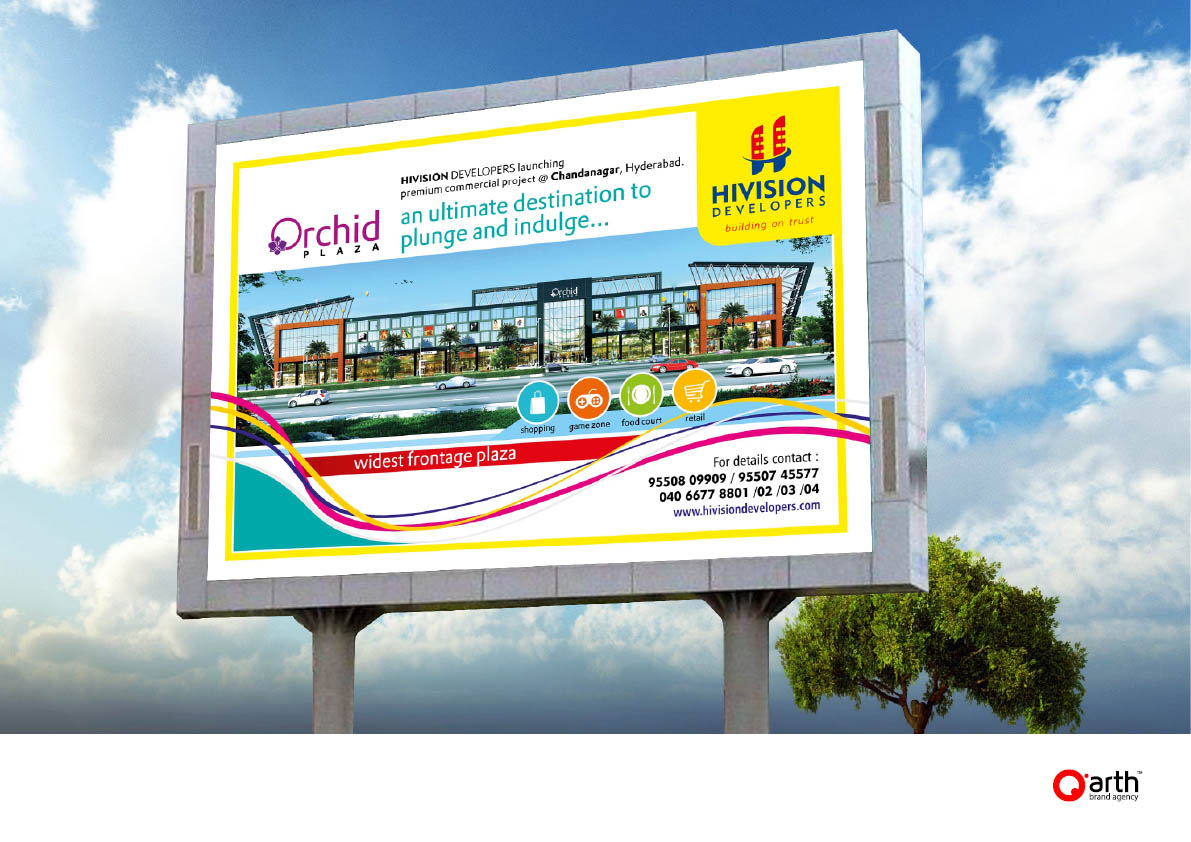 HIVISION DEVELOPERS launching
premium commercial project @ Chandanagar, Hyderabad.
an ultimate destination to
plunge and indulge...
Orchid
PLAZA
HIVISION
DEVELOPERS
building on trust
Orchid
shopping
game zone
food court
retail
widest frontage plaza
For details contact :
95508 09909 / 95507 45577
040 6677 8801 /02 /03 /04
www.hivisiondevelopers.com
arth™
brand agency